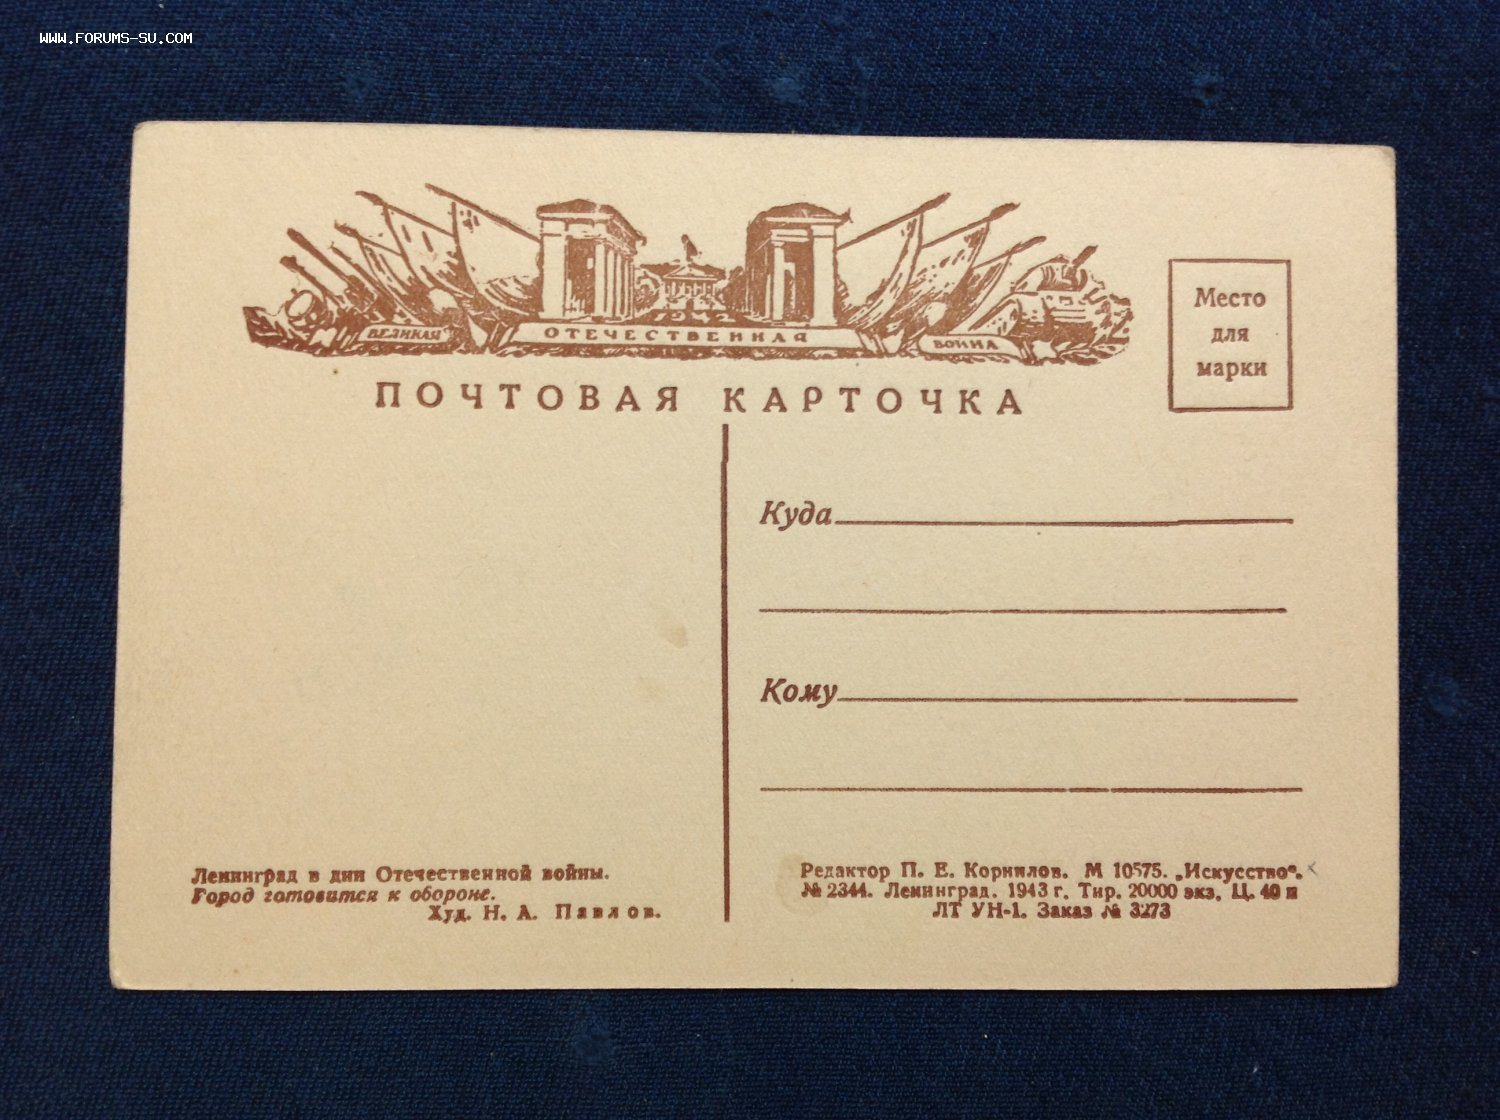 WWW.FORUMS-SU.COM
ВЕЛИКАЯ ОТЕЧЕСТВЕННАЯ ВОЙНА
ПОЧТОВАЯ КАРТОЧКА
Место
для
марки
Куда
Кому
Ленинград в дни Отечественной войны.
Город готовится к обороне.
Худ. Н. А. Павлов.
Редактор П. Е. Корнилов. М 10575. „Искусство“.
№ 2344. Ленинград. 1943 г. Тир. 20000 экз. Ц. 40 к
ЛТ УН-1. Заказ № 3273